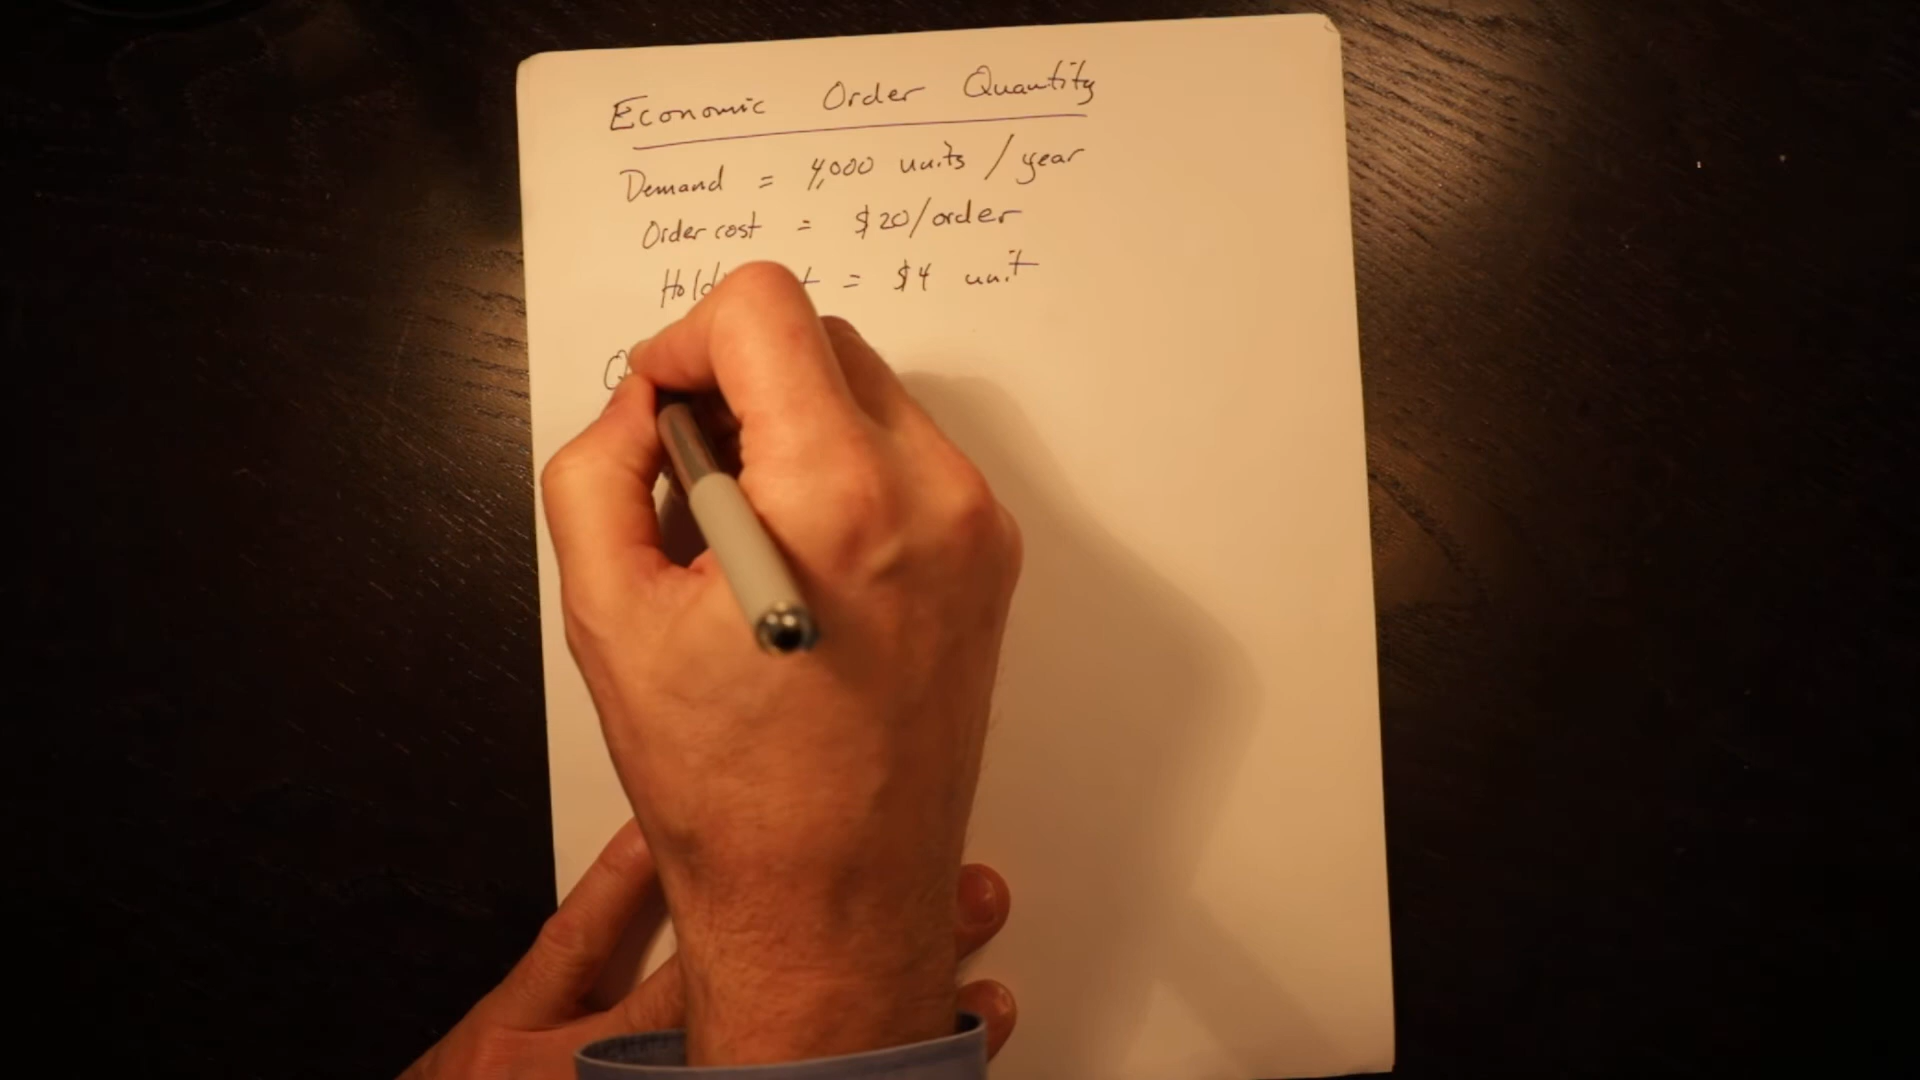 Economic Order Quantity
Demand = 4,000 units / year
Order cost = $20/order
= $4 unit
Q